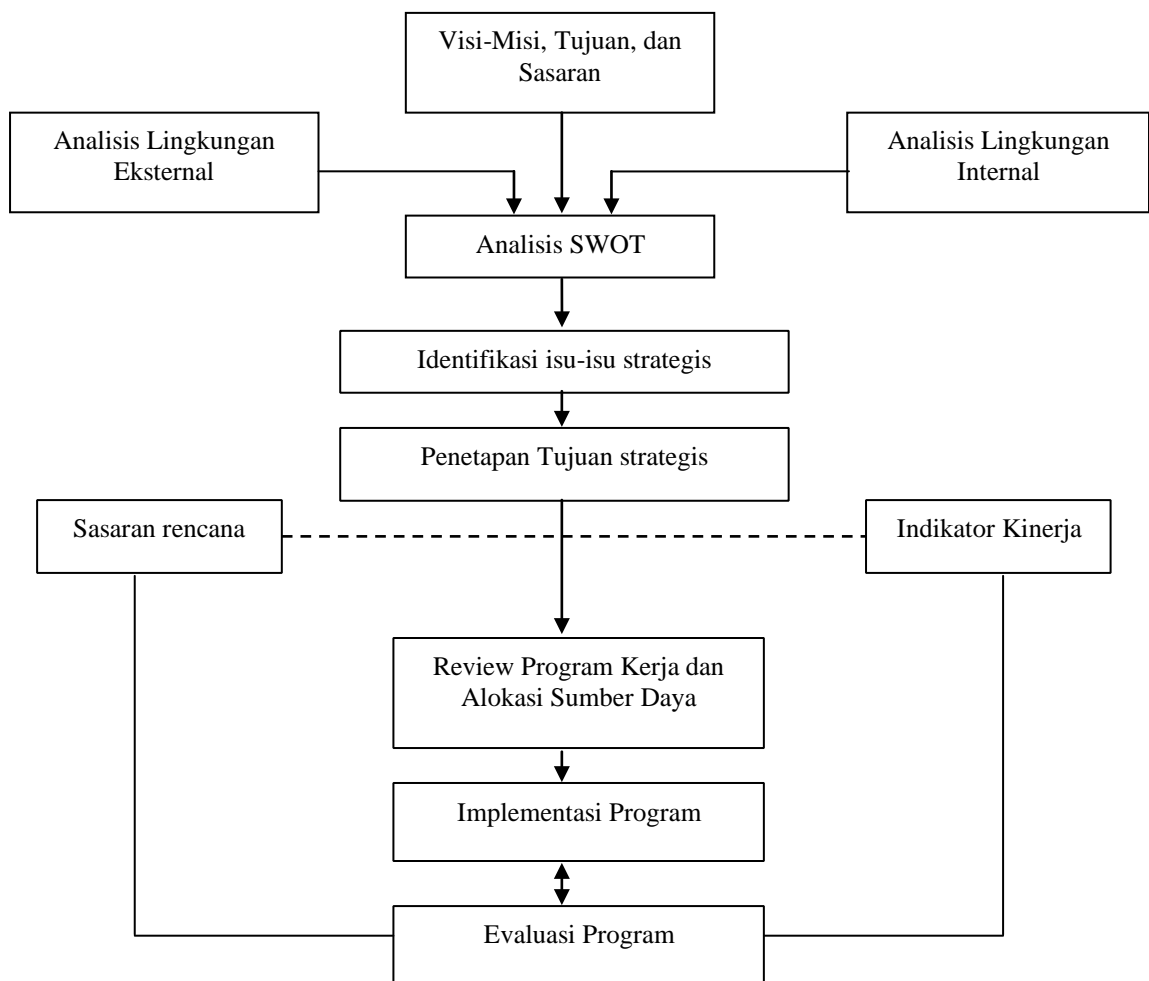 Visi-Misi, Tujuan, dan
Sasaran
Analisis Lingkungan
Eksternal
Analisis Lingkungan
Internal
Analisis SWOT
Identifikasi isu-isu strategis
Penetapan Tujuan strategis
Sasaran rencana
Indikator Kinerja
Review Program Kerja dan
Alokasi Sumber Daya
Implementasi Program
Evaluasi Program